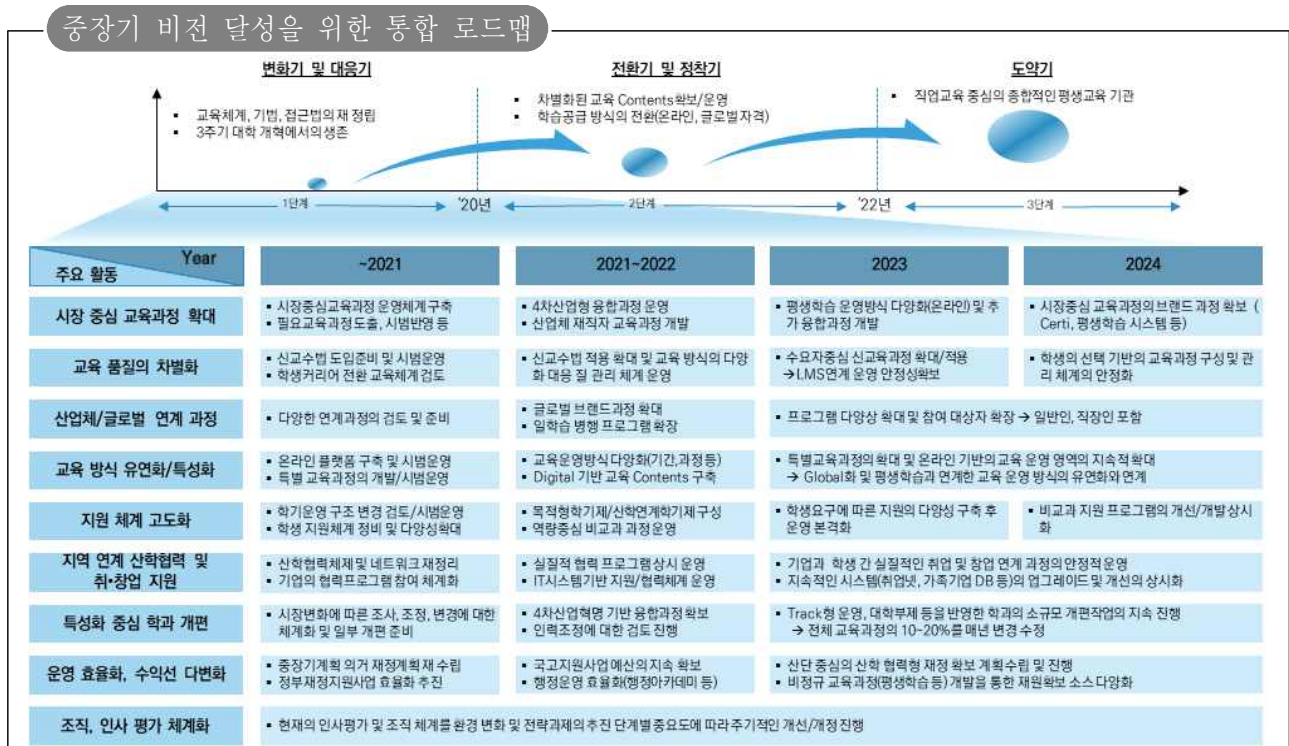 중장기 비전 달성을 위한 통합 로드맵
변화기 및 대응기
전환기 및 정착기
도약기
▪ 교육체계, 기법, 접근법의 재 정립
▪ 3주기 대학 개혁에서의 생존
▪ 차별화된 교육 Contents 확보/운영
▪ 학습공급 방식의 전환(온라인, 글로벌 자격)
▪ 직업교육 중심의 종합적인 평생교육 기관
1단계
'20년
2단계
'22년
3단계
Year
주요 활동
~2021
2021~2022
2023
2024
시장 중심 교육과정 확대
▪ 시장중심교육과정 운영체계 구축
▪ 필요교육과정 도출, 시범반영 등
▪ 4차산업형 융합과정 운영
▪ 산업체 재직자 교육과정 개발
▪ 평생학습 운영방식 다양화(온라인) 및 추
가 융합과정 개발
▪ 시장중심 교육과정의 브랜드 과정 확보 (
Certi, 평생학습 시스템 등)
교육 품질의 차별화
▪ 신교수법 도입준비 및 시범운영
▪ 학생커리어 전환 교육체계 검토
▪ 신교수법 적용 확대 및 교육 방식의 다양
화 대응 질 관리 체계 운영
▪ 수요자중심 신교육과정 확대/적용
→LMS연계 운영 안정성확보
▪ 학생의 선택 기반의 교육과정 구성 및 관
리 체계의 안정화
산업체/글로벌 연계 과정
▪ 다양한 연계과정의 검토 및 준비
▪ 글로벌 브랜드과정 확대
▪ 일학습 병행 프로그램 확장
▪ 프로그램 다양상 확대 및 참여 대상자 확장 → 일반인, 직장인 포함
교육 방식 유연화/특성화
▪ 온라인 플랫폼 구축 및 시범운영
▪ 특별 교육과정의 개발/시범운영
▪ 교육운영방식 다양화(기간,과정 등)
▪ Digital 기반 교육 Contents 구축
▪ 특별교육과정의 확대 및 온라인 기반의 교육 운영 영역의 지속적 확대
→ Global화 및 평생학습과 연계한 교육 운영 방식의 유연화와 연계
지원 체계 고도화
▪ 학기운영 구조 변경 검토/시범운영
▪ 학생 지원체계 정비 및 다양성확대
▪ 목적형학기제/산학연계학기제 구성
▪ 역량중심 비교과 과정운영
▪ 학생요구에 따른 지원의 다양성 구축 후
운영 본격화
▪ 비교과 지원 프로그램의 개선/개발 상시
화
지역 연계 산학협력 및
취•창업 지원
▪ 산학협력체제 및 네트워크 재정리
▪ 기업의 협력프로그램 참여 체계화
▪ 실질적 협력 프로그램 상시 운영
▪ IT시스템기반 지원/협력체계 운영
▪ 기업과 학생 간 실질적인 취업 및 창업 연계 과정의 안정적 운영
▪ 지속적인 시스템(취업넷, 가족기업 DB 등)의 업그레이드 및 개선의 상시화
특성화 중심 학과 개편
▪ 시장변화에 따른 조사, 조정, 변경에 대한
체계화 및 일부 개편 준비
▪ 4차산업혁명 기반 융합과정 확보
▪ 인력조정에 대한 검토 진행
▪ Track형 운영, 대학부제 등을 반영한 학과의 소규모 개편작업의 지속 진행
→ 전체 교육과정의 10~20%를 매년 변경 수정
운영 효율화, 수익선 다변화
▪ 중장기계획 의거 재정계획 재 수립
▪ 정부재정지원사업 효율화 추진
▪ 국고지원사업 예산의 지속 확보
▪ 행정운영 효율화(행정아카데미 등)
▪ 산단 중심의 산학 협력형 재정 확보 계획수립 및 진행
▪ 비정규 교육과정(평생학습 등) 개발을 통한 재원확보 소스 다양화
조직, 인사 평가 체계화
▪ 현재의 인사평가 및 조직 체계를 환경 변화 및 전략과제의 추진 단계별 중요도에 따라 주기적인 개선/개정 진행